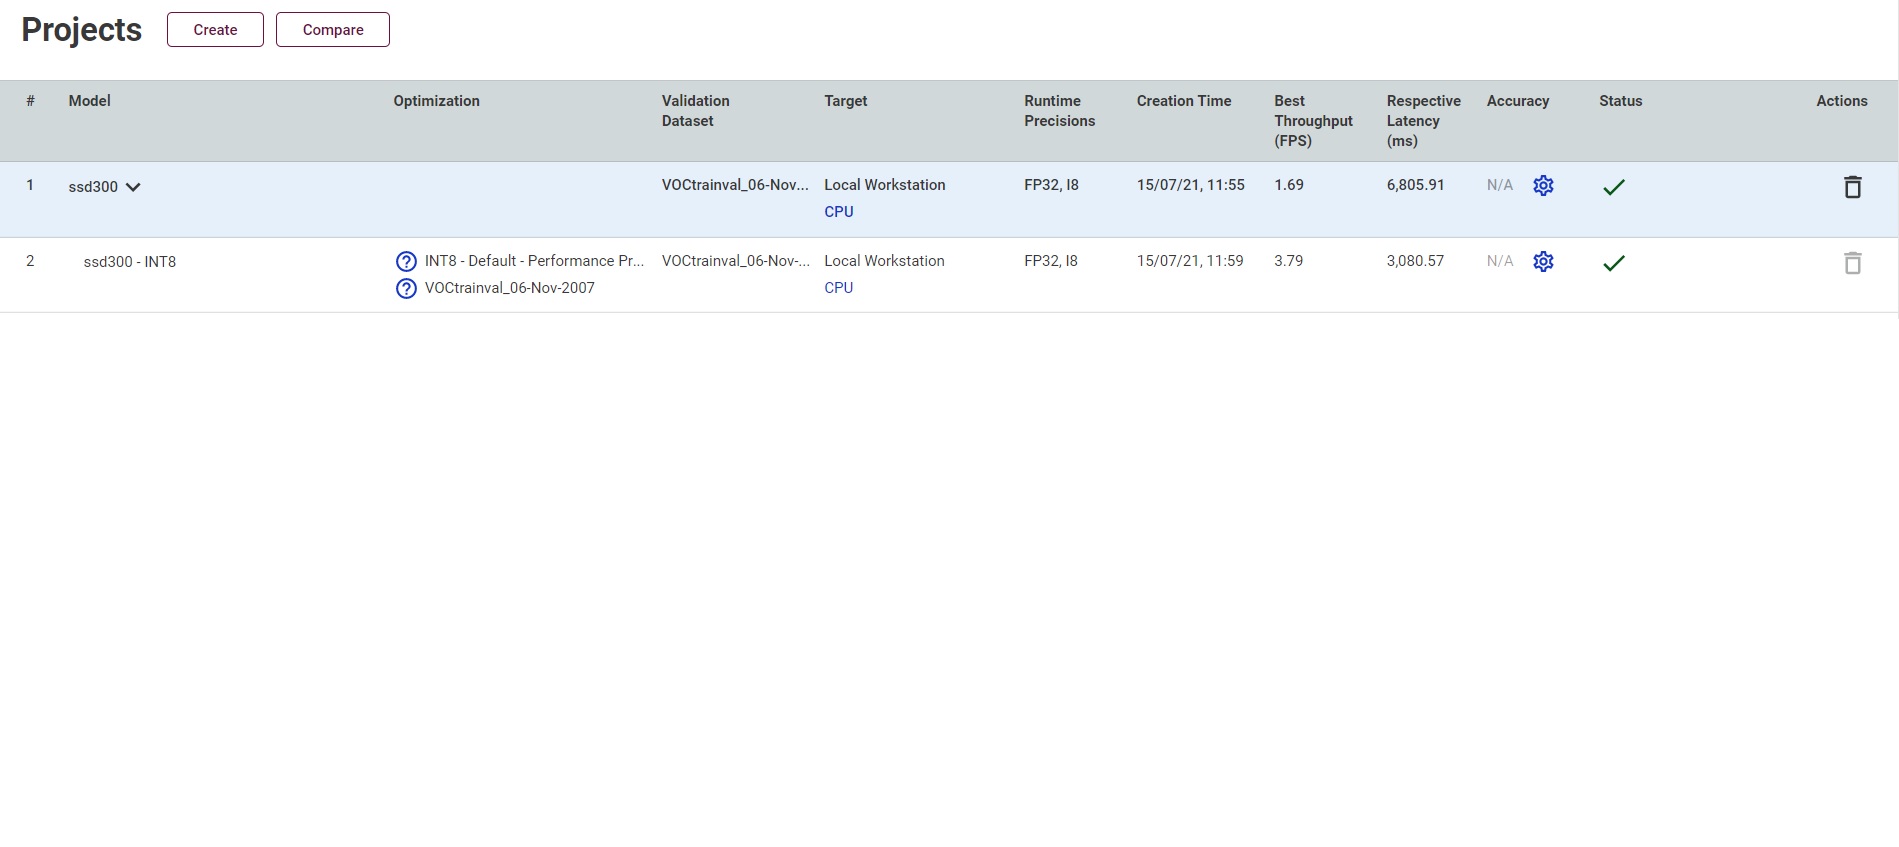 Projects Create Compare
# Model Optimization Validation Dataset Target Runtime Precisions Creation Time Best Throughput (FPS) Respective Latency (ms) Accuracy Status Actions
1 ssd300 VOCtrainval_06-Nov... Local Workstation FP32, I8 15/07/21, 11:55 1.69 6,805.91 N/A
CPU
2 ssd300 - INT8 INT8 - Default - Performance Pr... VOCtrainval_06-Nov-... Local Workstation FP32, I8 15/07/21, 11:59 3.79 3,080.57 N/A
VOCtrainval_06-Nov-2007 CPU